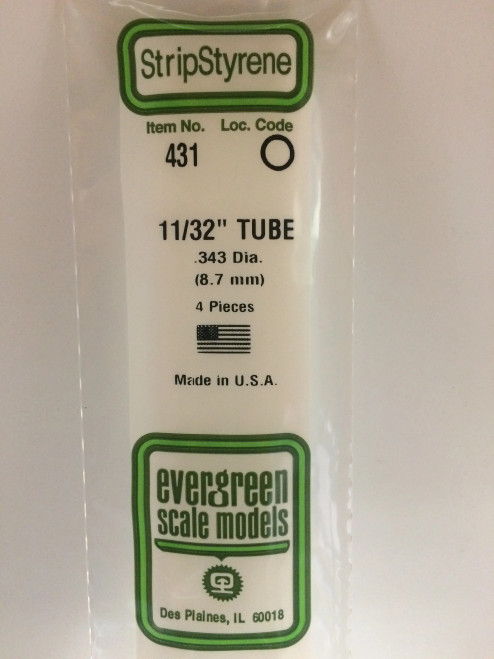 StripStyrene
Item No. Loc. Code
431 O
11/32" TUBE
.343 Dia.
(8.7 mm)
4 Pieces
Made in U.S.A.
evergreen
scale models
Des Plaines, IL 60018